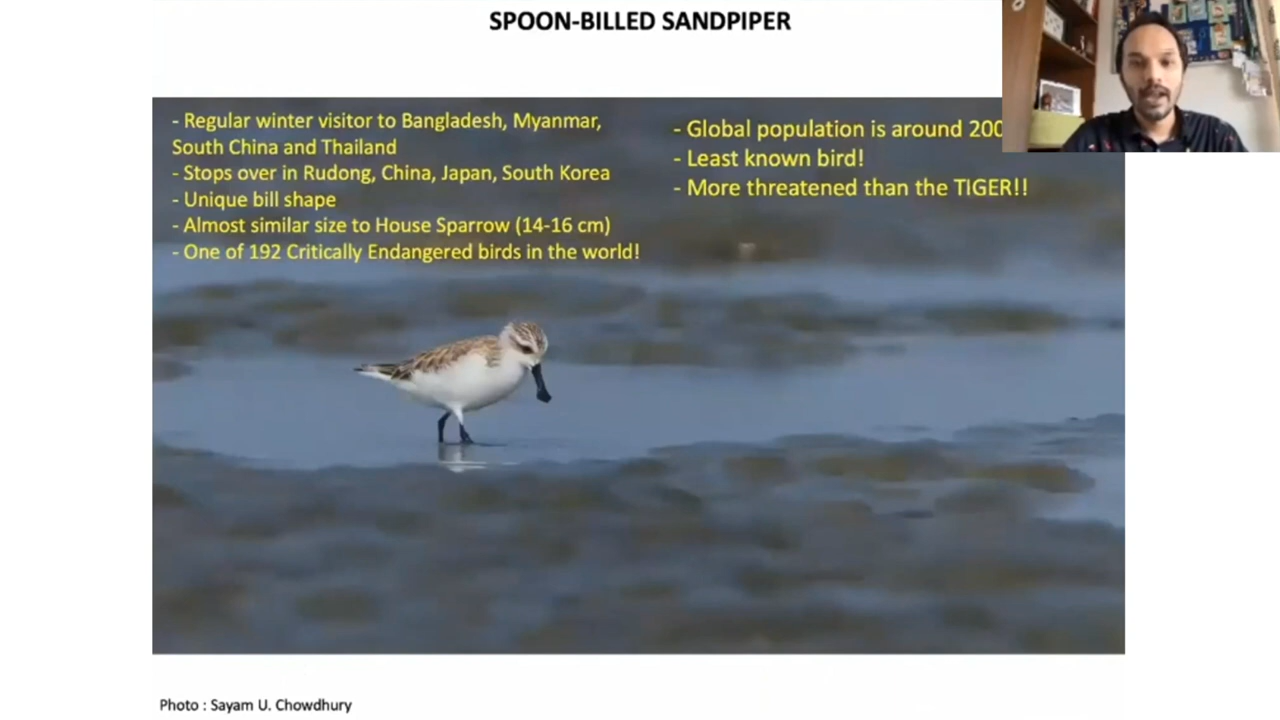 SPOON-BILLED SANDPIPER
- Regular winter visitor to Bangladesh, Myanmar,
South China and Thailand
- Stops over in Rudong, China, Japan, South Korea
- Unique bill shape
- Almost similar size to House Sparrow (14-16 cm)
- One of 192 Critically Endangered birds in the world!
- Global population is around 200
- Least known bird!
- More threatened than the TIGER!!
Photo : Sayam U. Chowdhury